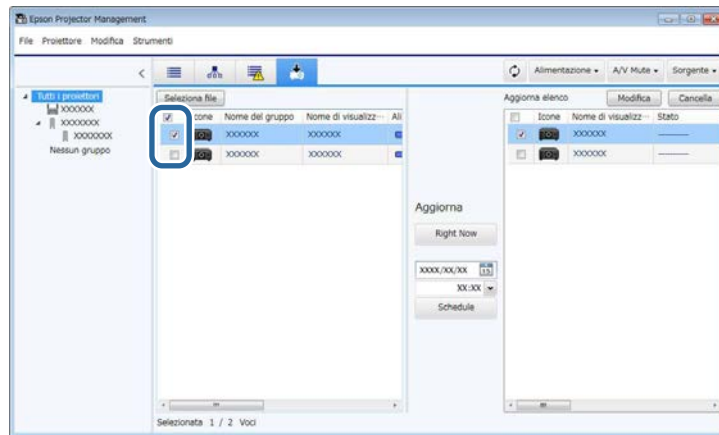 Epson Projector Management
File Proiettore Modifica Strumenti
Alimentazione A/V Mute Sorgente
Tutti i proiettori
XXXXXX
XXXXXXX
XXXXXXX
Nessun gruppo
Seleziona file
Icone Nome del gruppo Nome di visualizz··· Ali
XXXXXX XXXXXX
XXXXXX XXXXXX
Aggiorna
Right Now
XXXX/XX/XX 15
XX:XX
Schedule
Aggiorna elenco Modifica Cancella
Icone Nome di visualizz··· Stato
XXXXXX ———
XXXXXX ———
Selezionata 1 / 2 Voci